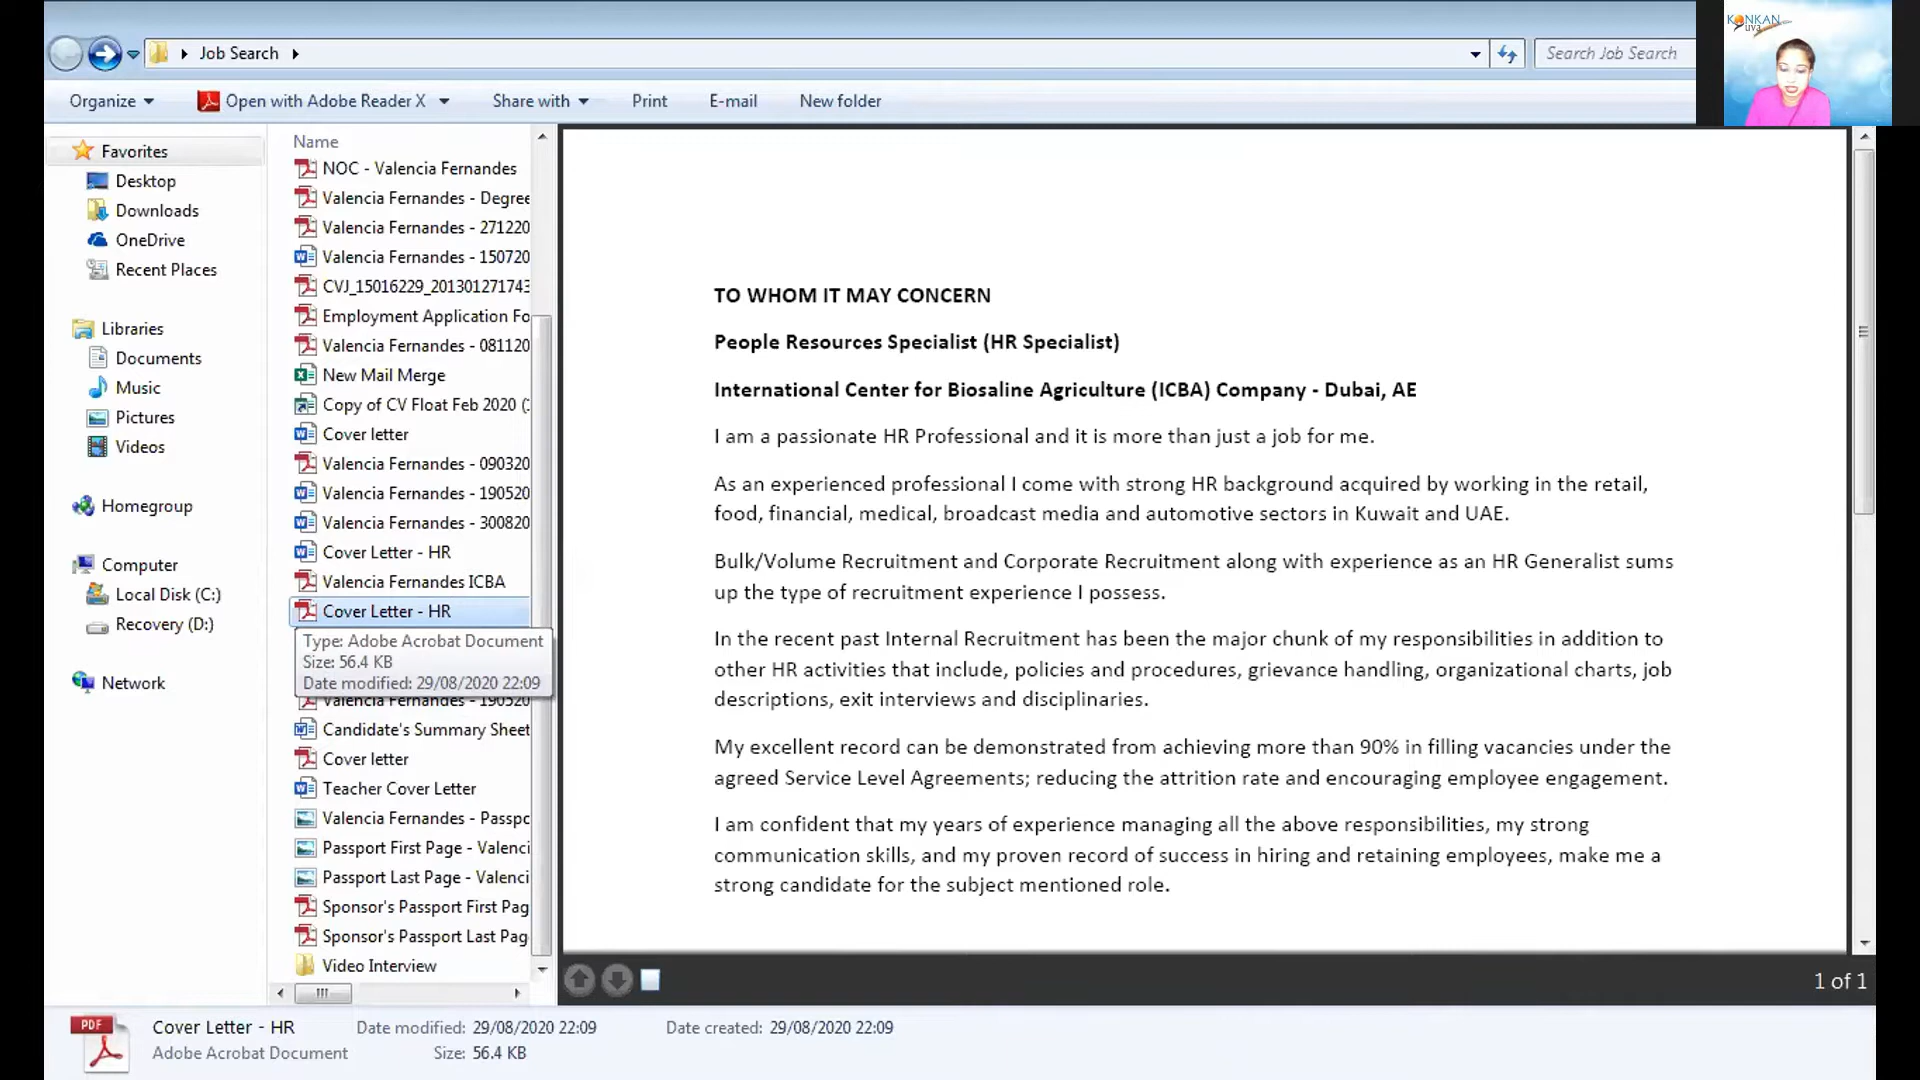 KONKAN
uva
Job Search
Search Job Search
Organize
Open with Adobe Reader X
Share with
Print
E-mail
New folder
Favorites
Desktop
Downloads
OneDrive
Recent Places
Libraries
Documents
Music
Pictures
Videos
Homegroup
Computer
Local Disk (C:)
Recovery (D:)
Network
Name
NOC - Valencia Fernandes
Valencia Fernandes - Degree
Valencia Fernandes - 271220
Valencia Fernandes - 150720
CVJ_15016229_201301271743
Employment Application Fo
Valencia Fernandes - 081120
New Mail Merge
Copy of CV Float Feb 2020 (
Cover letter
Valencia Fernandes - 090320
Valencia Fernandes - 190520
Valencia Fernandes - 300820
Cover Letter - HR
Valencia Fernandes ICBA
Cover Letter - HR
Type: Adobe Acrobat Document
Size: 56.4 KB
Date modified: 29/08/2020 22:09
Valencia Fernandes - 190520
Candidate's Summary Sheet
Cover letter
Teacher Cover Letter
Valencia Fernandes - Passpo
Passport First Page - Valenci
Passport Last Page - Valenci
Sponsor's Passport First Pag
Sponsor's Passport Last Pag
Video Interview
TO WHOM IT MAY CONCERN
People Resources Specialist (HR Specialist)
International Center for Biosaline Agriculture (ICBA) Company - Dubai, AE
I am a passionate HR Professional and it is more than just a job for me.
As an experienced professional I come with strong HR background acquired by working in the retail,
food, financial, medical, broadcast media and automotive sectors in Kuwait and UAE.
Bulk/Volume Recruitment and Corporate Recruitment along with experience as an HR Generalist sums
up the type of recruitment experience I possess.
In the recent past Internal Recruitment has been the major chunk of my responsibilities in addition to
other HR activities that include, policies and procedures, grievance handling, organizational charts, job
descriptions, exit interviews and disciplinaries.
My excellent record can be demonstrated from achieving more than 90% in filling vacancies under the
agreed Service Level Agreements; reducing the attrition rate and encouraging employee engagement.
I am confident that my years of experience managing all the above responsibilities, my strong
communication skills, and my proven record of success in hiring and retaining employees, make me a
strong candidate for the subject mentioned role.
1 of 1
PDF
Cover Letter - HR
Date modified: 29/08/2020 22:09
Date created: 29/08/2020 22:09
Adobe Acrobat Document
Size: 56.4 KB